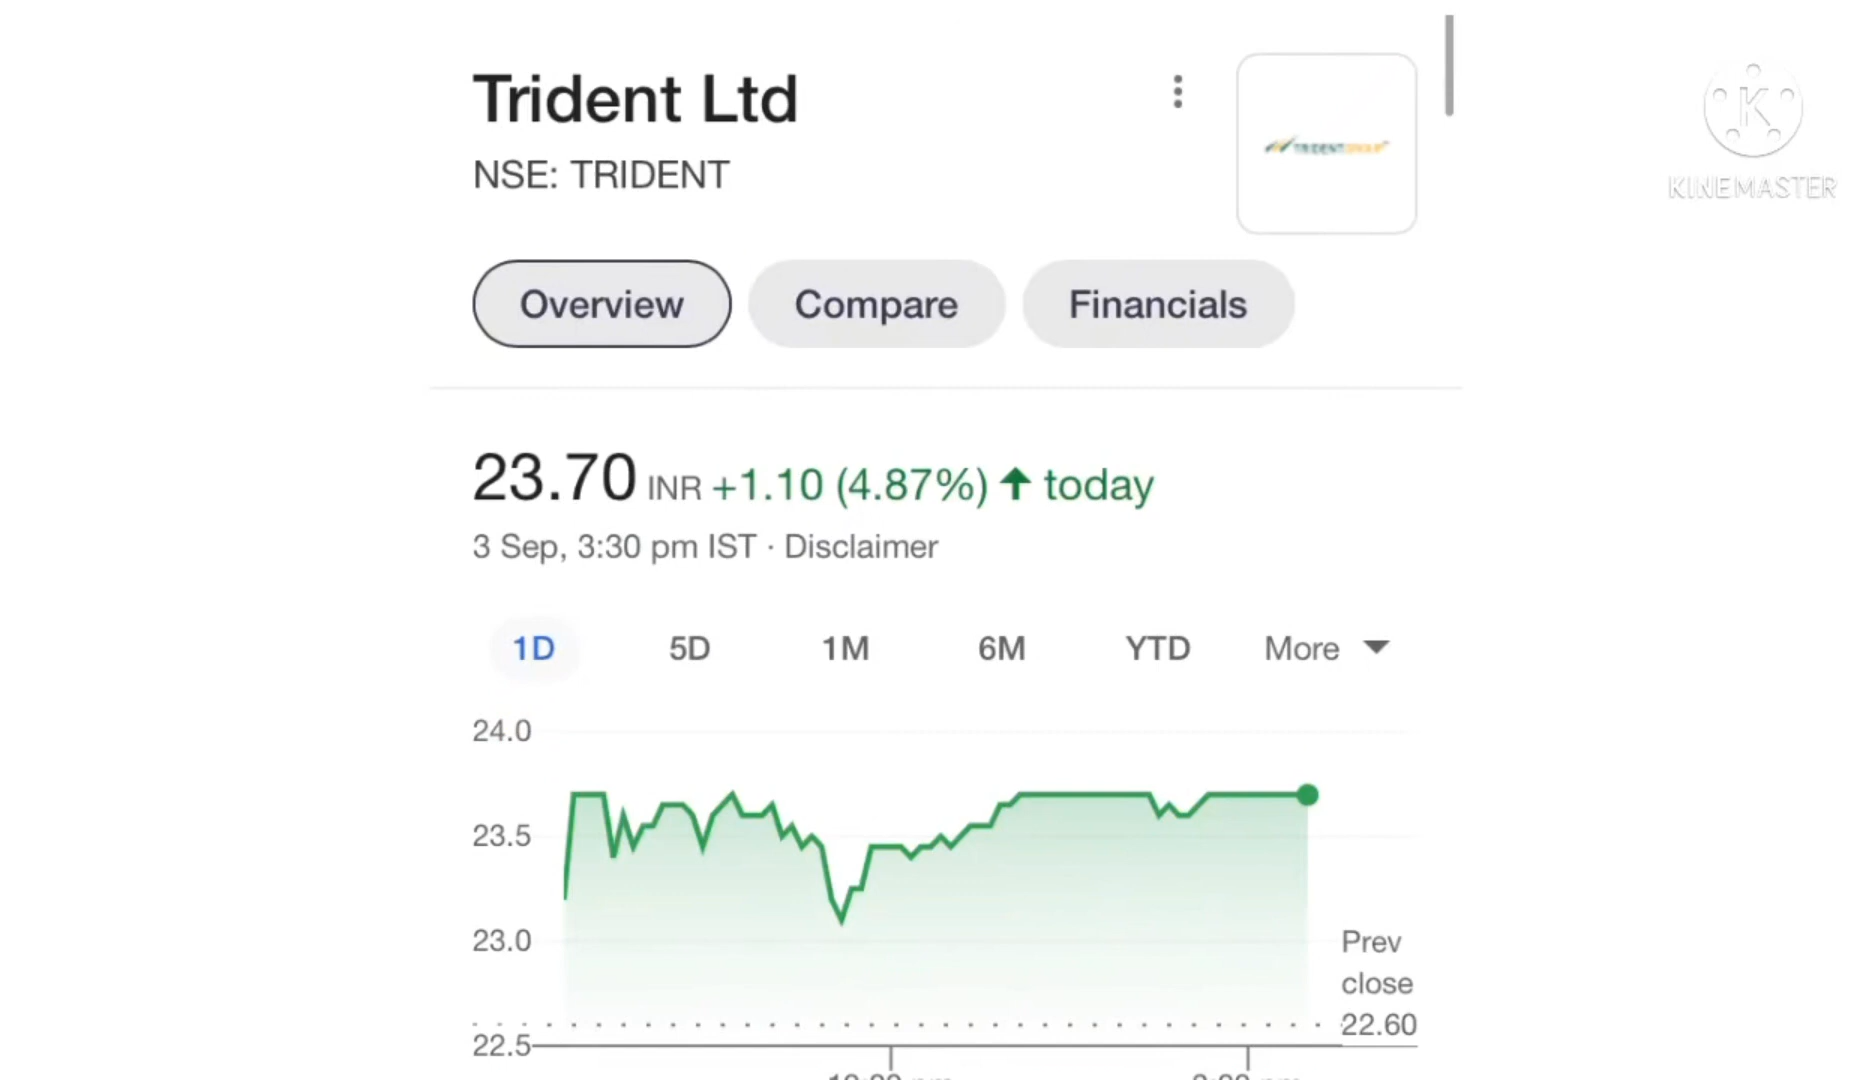 Trident Ltd
NSE: TRIDENT
TRIDENTGROUP
KINEMASTER
Overview
Compare
Financials
23.70 INR +1.10 (4.87%) ↑ today
3 Sep, 3:30 pm IST · Disclaimer
1D 5D 1M 6M YTD More
24.0
23.5
23.0
22.5
Prev
close
22.60